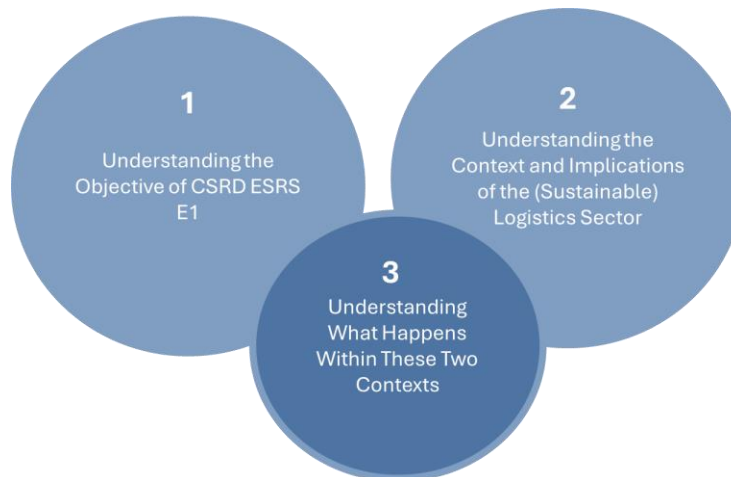 1
Understanding the
Objective of CSRD ESRS
E1
2
Understanding the
Context and Implications
of the (Sustainable)
Logistics Sector
3
Understanding
What Happens
Within These Two
Contexts